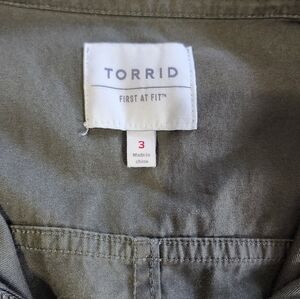 TORRID
FIRST AT FIT™
3
Made in
china